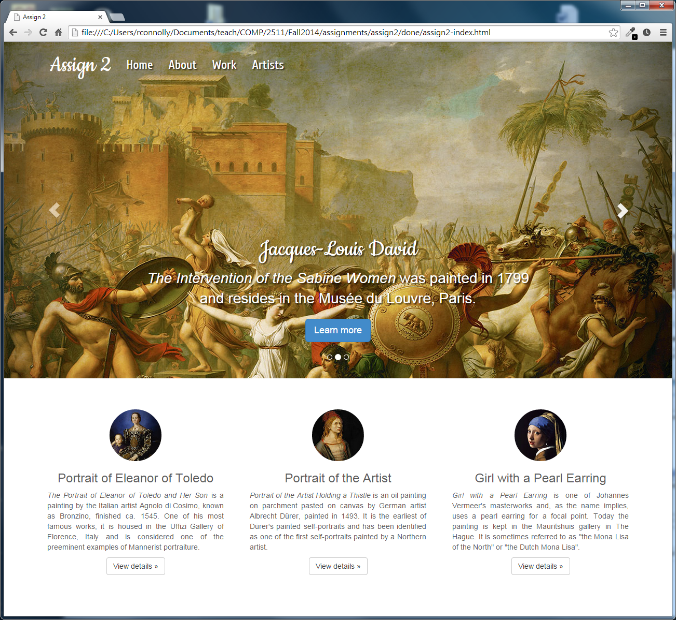 Assign 2
file:///C:/Users/rconnolly/Documents/teach/COMP/2511/Fall2014/assignments/assign2/done/assign2-index.html
Assign 2 Home About Work Artists
Jacques-Louis David
The Intervention of the Sabine Women was painted in 1799
and resides in the Musée du Louvre, Paris.
Learn more
Portrait of Eleanor of Toledo
The Portrait of Eleanor of Toledo and Her Son is a
painting by the Italian artist Agnolo di Cosimo, known
as Bronzino, finished ca. 1545. One of his most
famous works, it is housed in the Uffizi Gallery of
Florence, Italy and is considered one of the
preeminent examples of Mannerist portraiture.
View details »
Portrait of the Artist
Portrait of the Artist Holding a Thistle is an oil painting
on parchment pasted on canvas by German artist
Albrecht Dürer, painted in 1493. It is the earliest of
Dürer's painted self-portraits and has been identified
as one of the first self-portraits painted by a Northern
artist.
View details »
Girl with a Pearl Earring
Girl with a Pearl Earring is one of Johannes
Vermeer's masterworks and, as the name implies,
uses a pearl earring for a focal point. Today the
painting is kept in the Mauritshuis gallery in The
Hague. It is sometimes referred to as "the Mona Lisa
of the North" or "the Dutch Mona Lisa".
View details »